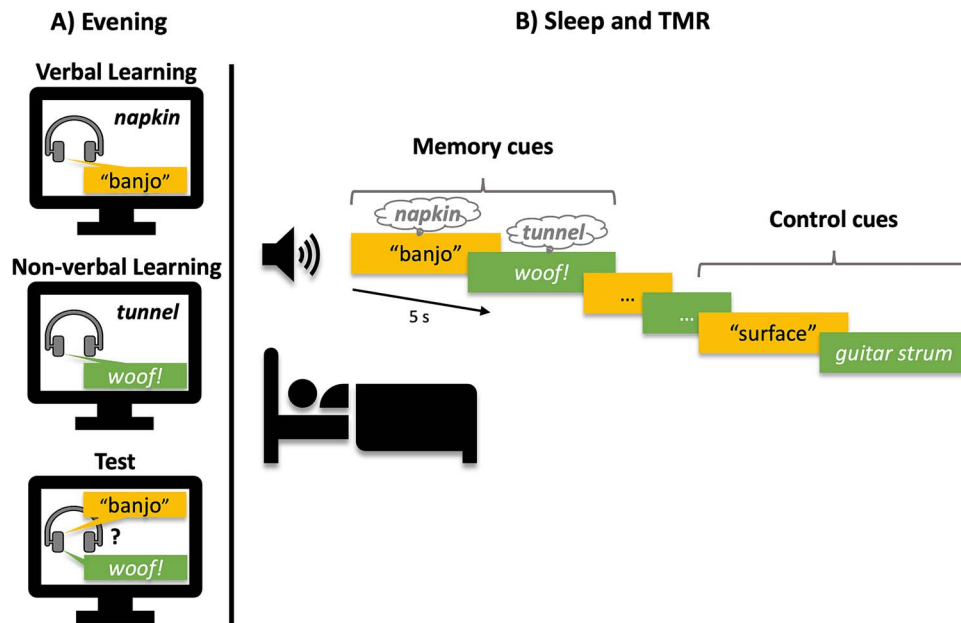 A) Evening
Verbal Learning
napkin
“banjo”
Non-verbal Learning
tunnel
woof!
Test
“banjo”
?
woof!
B) Sleep and TMR
Memory cues
napkin
tunnel
“banjo”
woof!
...
...
5 s
Control cues
“surface”
guitar strum